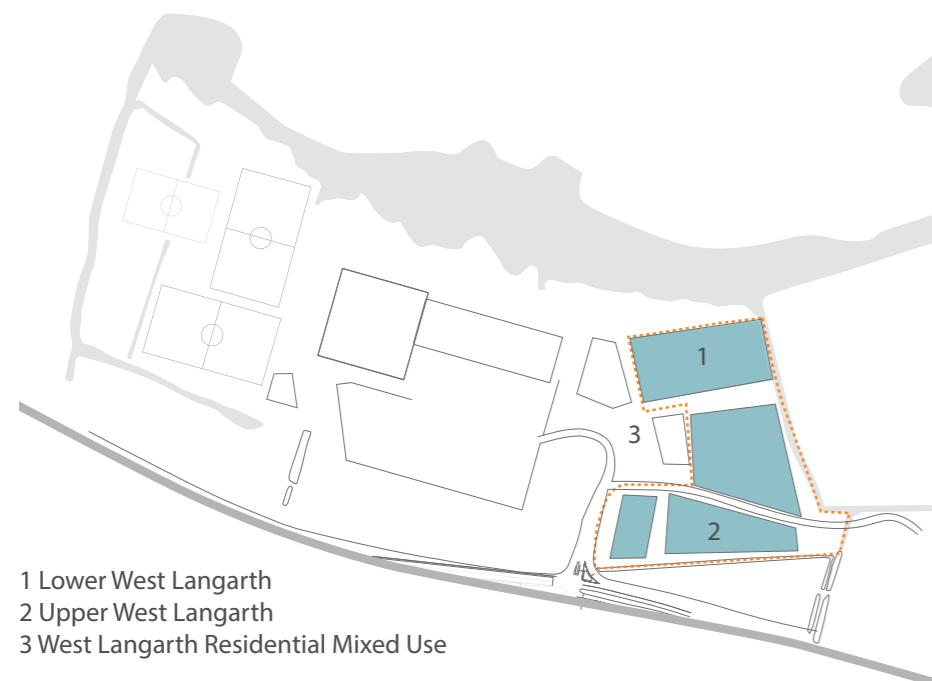 1
3
2
1 Lower West Langarth
2 Upper West Langarth
3 West Langarth Residential Mixed Use